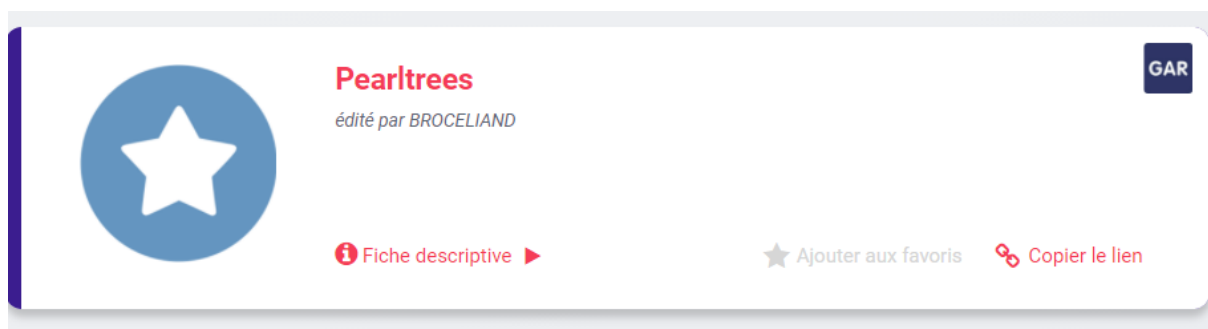 Pearltrees
GAR
édité par BROCELIAND
Fiche descriptive
Ajouter aux favoris
Copier le lien